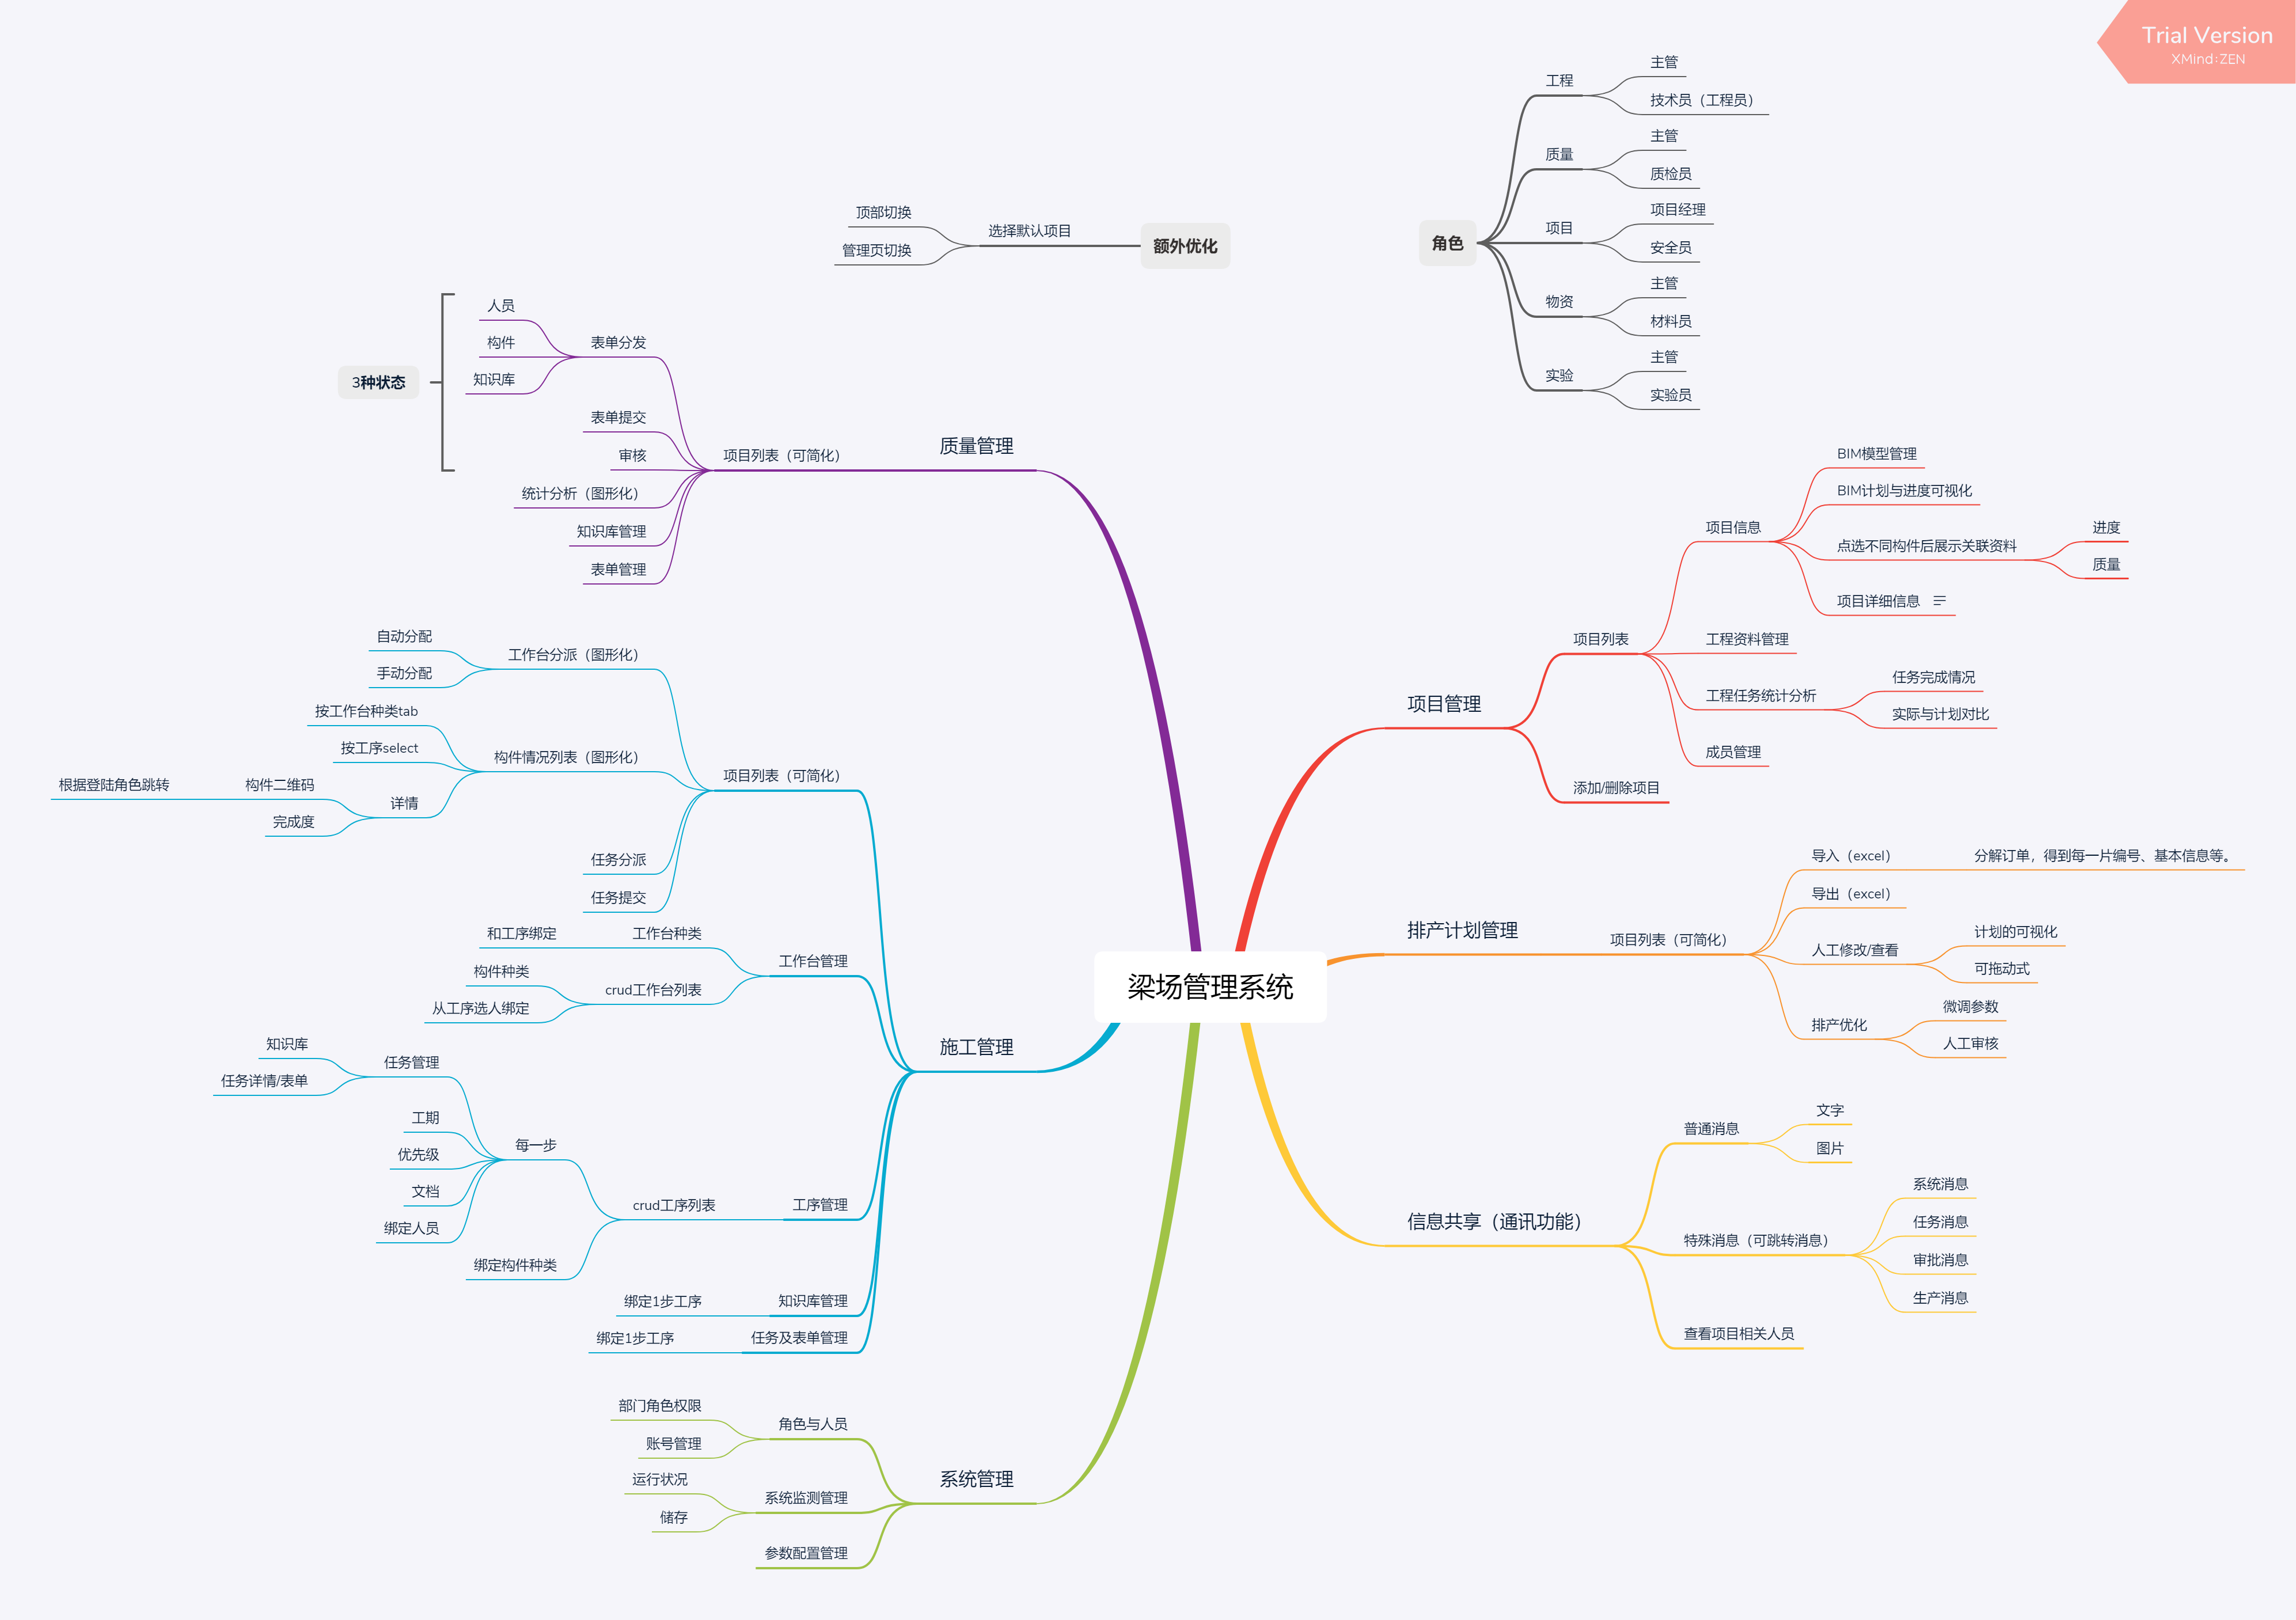 Trial Version
XMind:ZEN
梁场管理系统
项目管理
项目列表
项目信息
BIM模型管理
BIM计划与进度可视化
点选不同构件后展示关联资料
进度
质量
项目详细信息
工程资料管理
工程任务统计分析
任务完成情况
实际与计划对比
成员管理
添加/删除项目
排产计划管理
项目列表（可简化）
导入（excel）
分解订单，得到每一片编号、基本信息等。
导出（excel）
人工修改/查看
计划的可视化
可拖动式
排产优化
微调参数
人工审核
信息共享（通讯功能）
普通消息
文字
图片
特殊消息（可跳转消息）
系统消息
任务消息
审批消息
生产消息
查看项目相关人员
质量管理
项目列表（可简化）
表单分发
人员
构件
知识库
表单提交
审核
统计分析（图形化）
知识库管理
表单管理
3种状态
施工管理
项目列表（可简化）
工作台分派（图形化）
自动分配
手动分配
构件情况列表（图形化）
按工作台种类tab
按工序select
详情
构件二维码
根据登陆角色跳转
完成度
任务分派
任务提交
工作台管理
工作台种类
和工序绑定
crud工作台列表
构件种类
从工序选人绑定
工序管理
crud工序列表
每一步
任务管理
知识库
任务详情/表单
工期
优先级
文档
绑定人员
绑定构件种类
知识库管理
绑定1步工序
任务及表单管理
绑定1步工序
系统管理
角色与人员
部门角色权限
账号管理
系统监测管理
运行状况
储存
参数配置管理
额外优化
选择默认项目
顶部切换
管理页切换
角色
工程
主管
技术员（工程员）
质量
主管
质检员
项目
项目经理
安全员
物资
主管
材料员
实验
主管
实验员